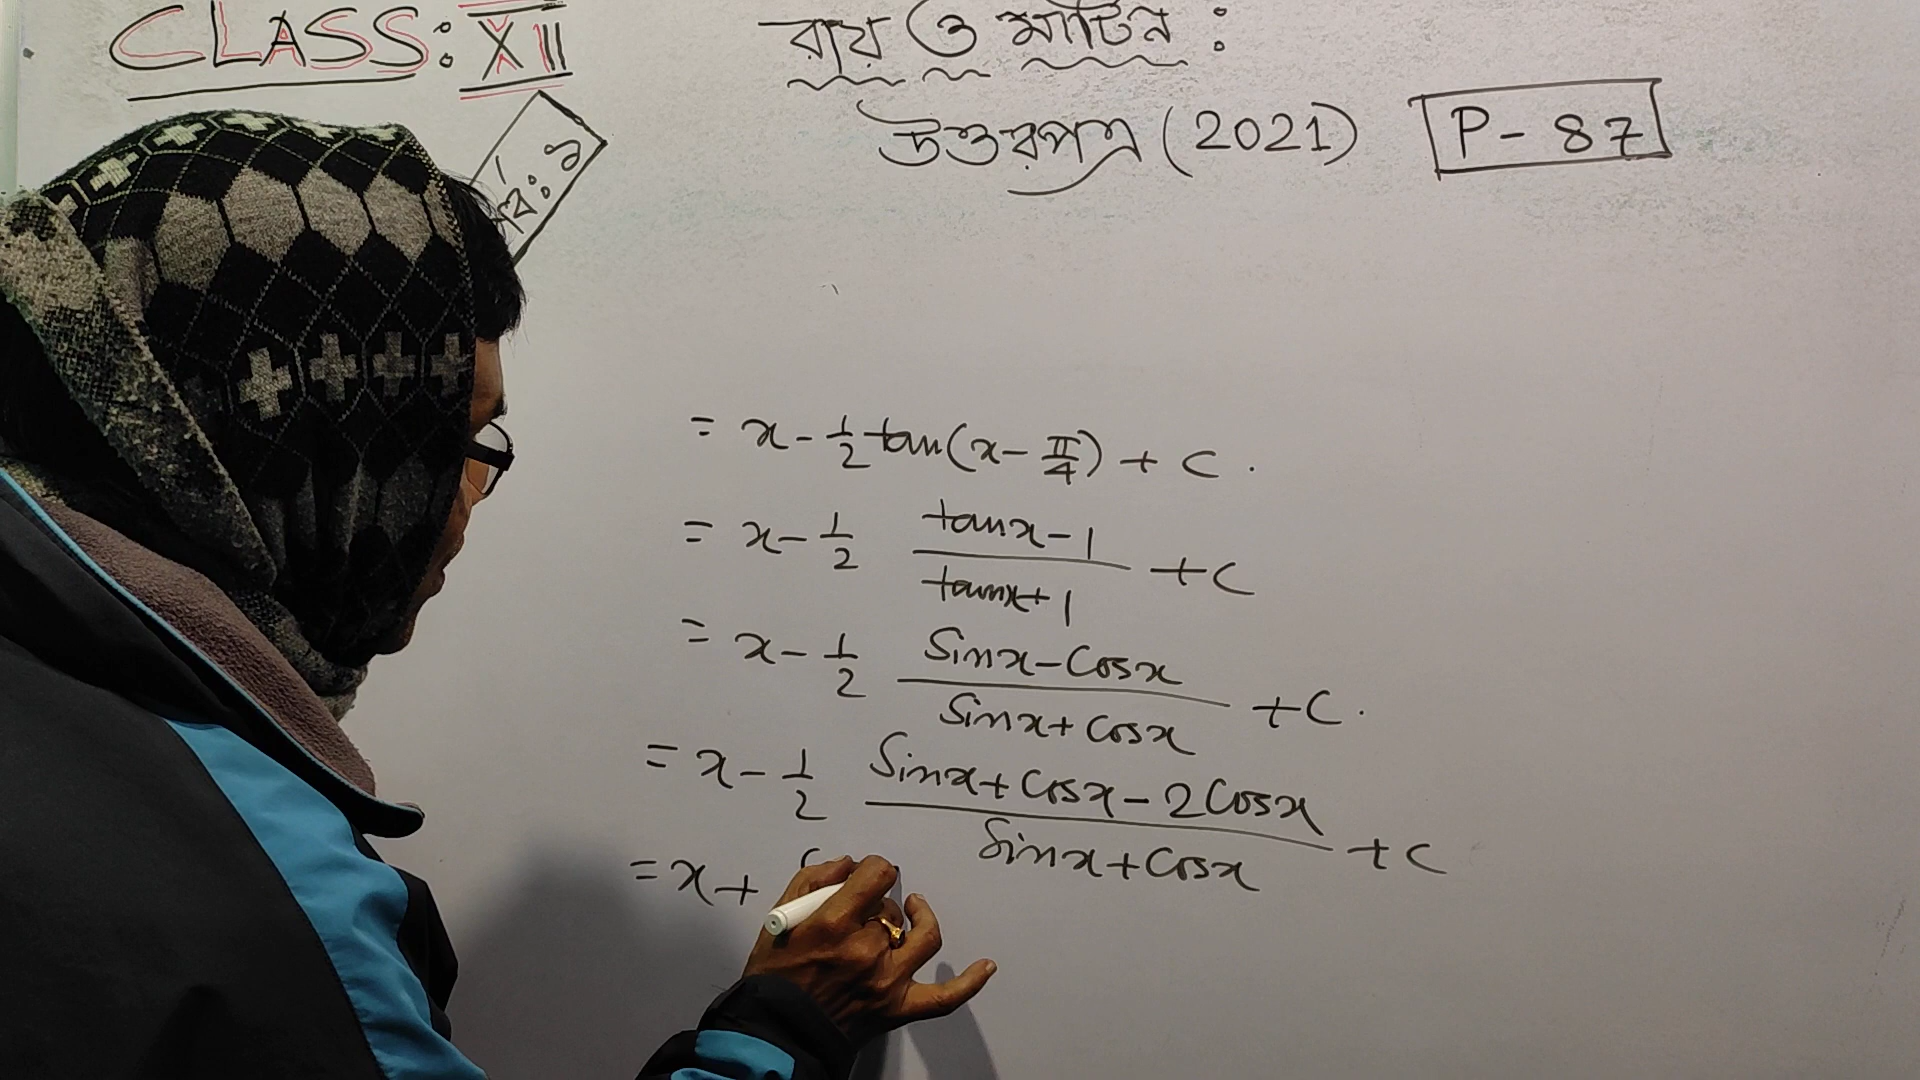 CLASS: XII
রায় ও মার্টিন :
উত্তরপত্র (2021) P-87
= x - 1/2 tan(x - π/4) + c.
= x - 1/2 (tanx-1)/(tanx+1) + c
= x - 1/2 (Sinx-Cosx)/(Sinx+Cosx) + c.
= x - 1/2 (Sinx+Cosx-2Cosx)/(Sinx+Cosx) + c
= x +